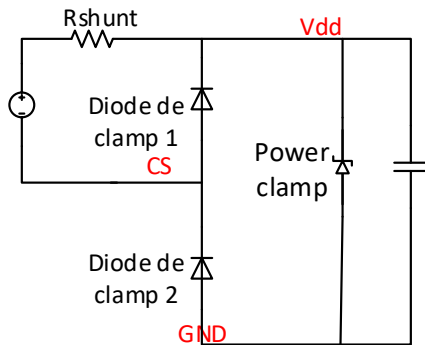 Rshunt
Vdd
Diode de
clamp 1
CS
Power
clamp
Diode de
clamp 2
GND